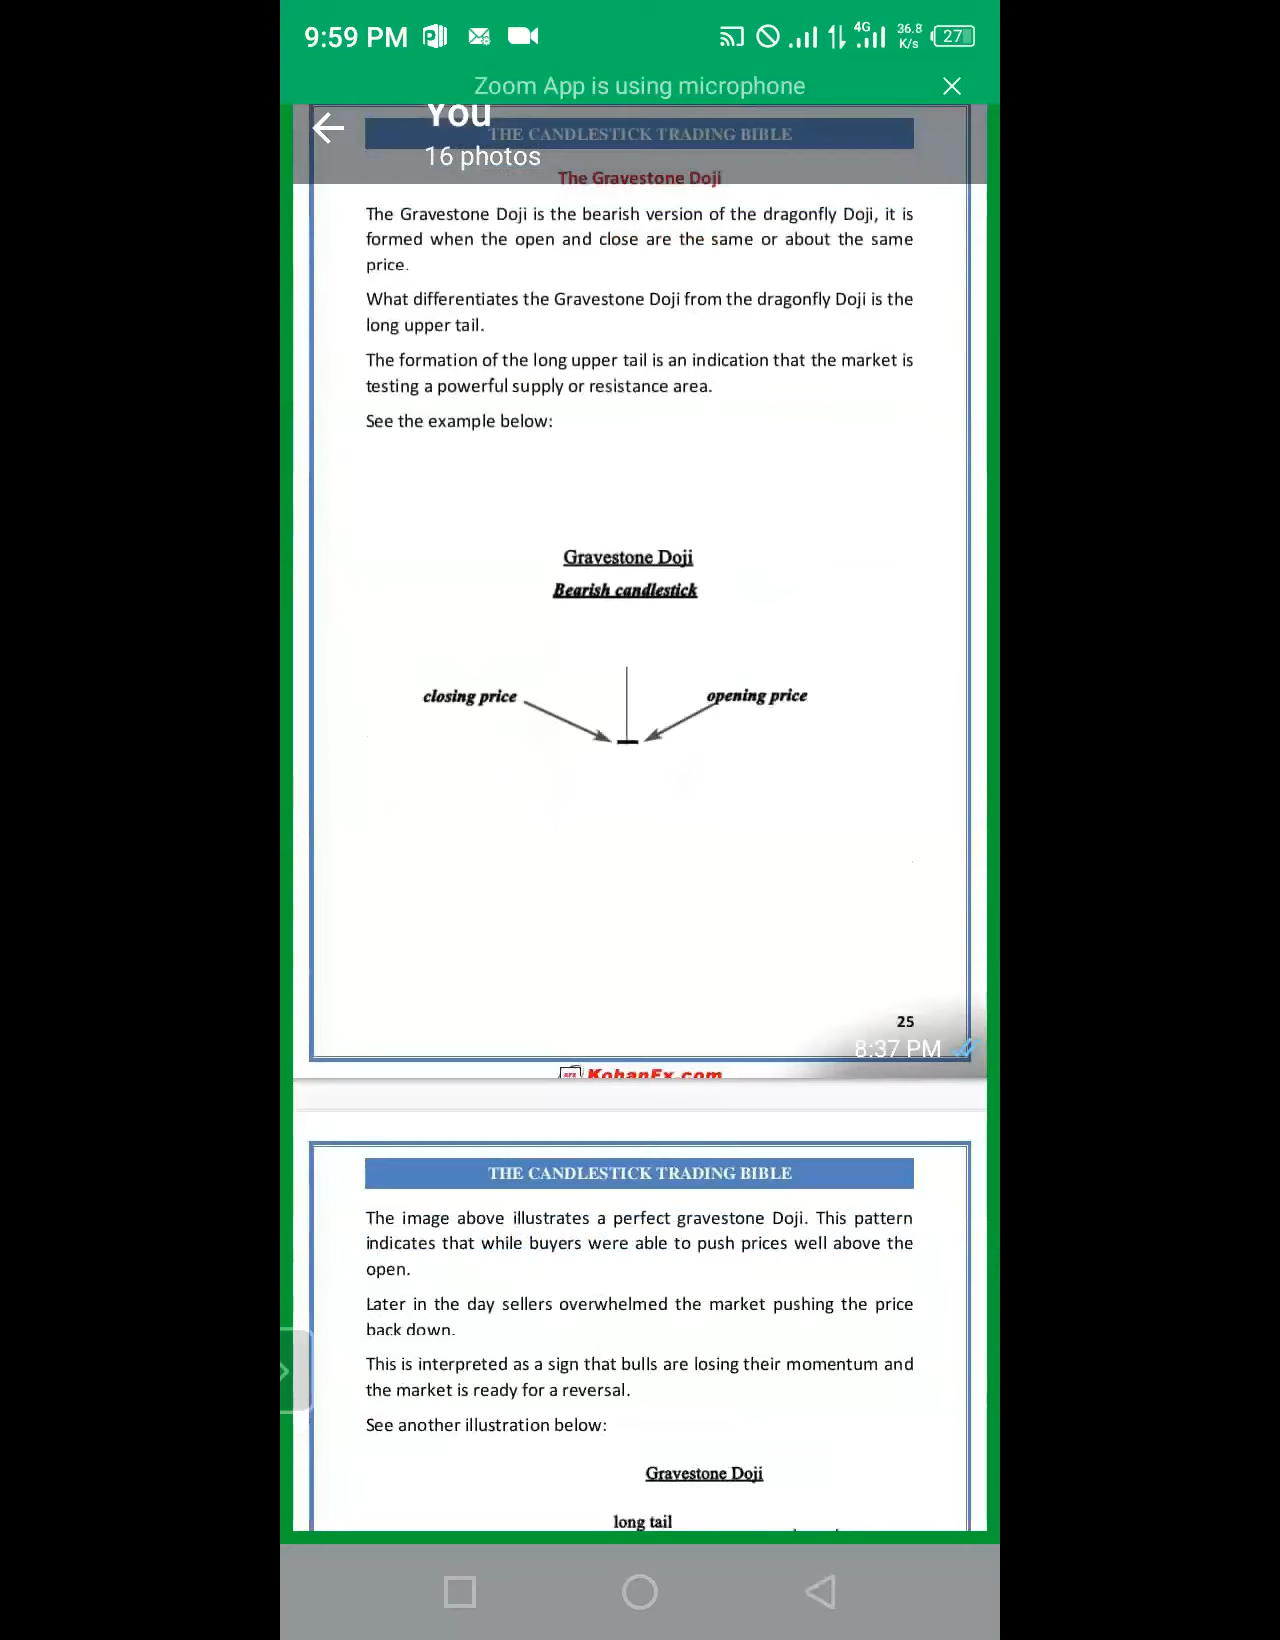 9:59 PM
4G
36.8
K/s
27
Zoom App is using microphone
You
THE CANDLESTICK TRADING BIBLE
16 photos
The Gravestone Doji
The Gravestone Doji is the bearish version of the dragonfly Doji, it is
formed when the open and close are the same or about the same
price.
What differentiates the Gravestone Doji from the dragonfly Doji is the
long upper tail.
The formation of the long upper tail is an indication that the market is
testing a powerful supply or resistance area.
See the example below:
Gravestone Doji
Bearish candlestick
closing price
opening price
25
8:37 PM
KohanFx.com
THE CANDLESTICK TRADING BIBLE
The image above illustrates a perfect gravestone Doji. This pattern
indicates that while buyers were able to push prices well above the
open.
Later in the day sellers overwhelmed the market pushing the price
back down.
This is interpreted as a sign that bulls are losing their momentum and
the market is ready for a reversal.
See another illustration below:
Gravestone Doji
long tail